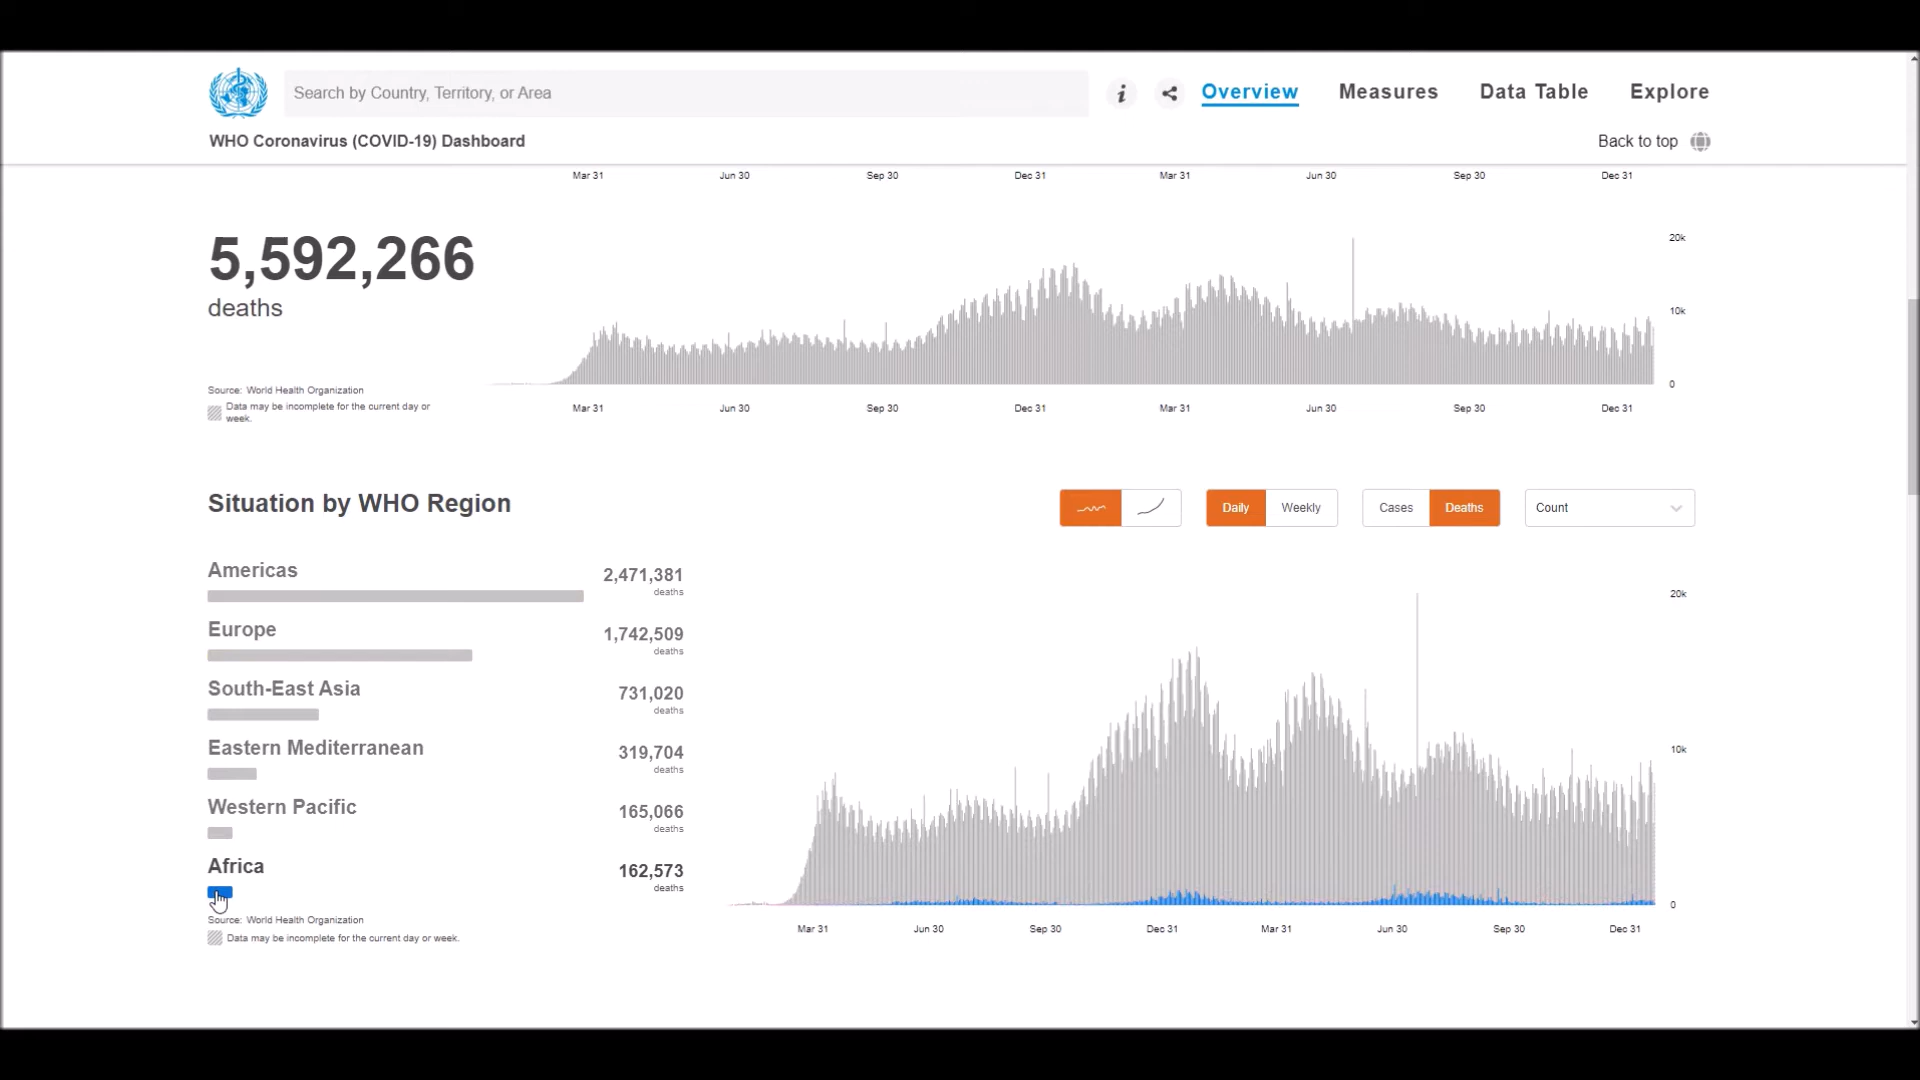 Search by Country, Territory, or Area
i
Overview
Measures
Data Table
Explore
WHO Coronavirus (COVID-19) Dashboard
Back to top
Mar 31 Jun 30 Sep 30 Dec 31 Mar 31 Jun 30 Sep 30 Dec 31
5,592,266
deaths
20k
10k
0
Source: World Health Organization
Data may be incomplete for the current day or
week.
Mar 31 Jun 30 Sep 30 Dec 31 Mar 31 Jun 30 Sep 30 Dec 31
Situation by WHO Region
Daily
Weekly
Cases
Deaths
Count
Americas
2,471,381
deaths
Europe
1,742,509
deaths
South-East Asia
731,020
deaths
Eastern Mediterranean
319,704
deaths
Western Pacific
165,066
deaths
Africa
162,573
deaths
20k
10k
0
Source: World Health Organization
Data may be incomplete for the current day or week.
Mar 31 Jun 30 Sep 30 Dec 31 Mar 31 Jun 30 Sep 30 Dec 31